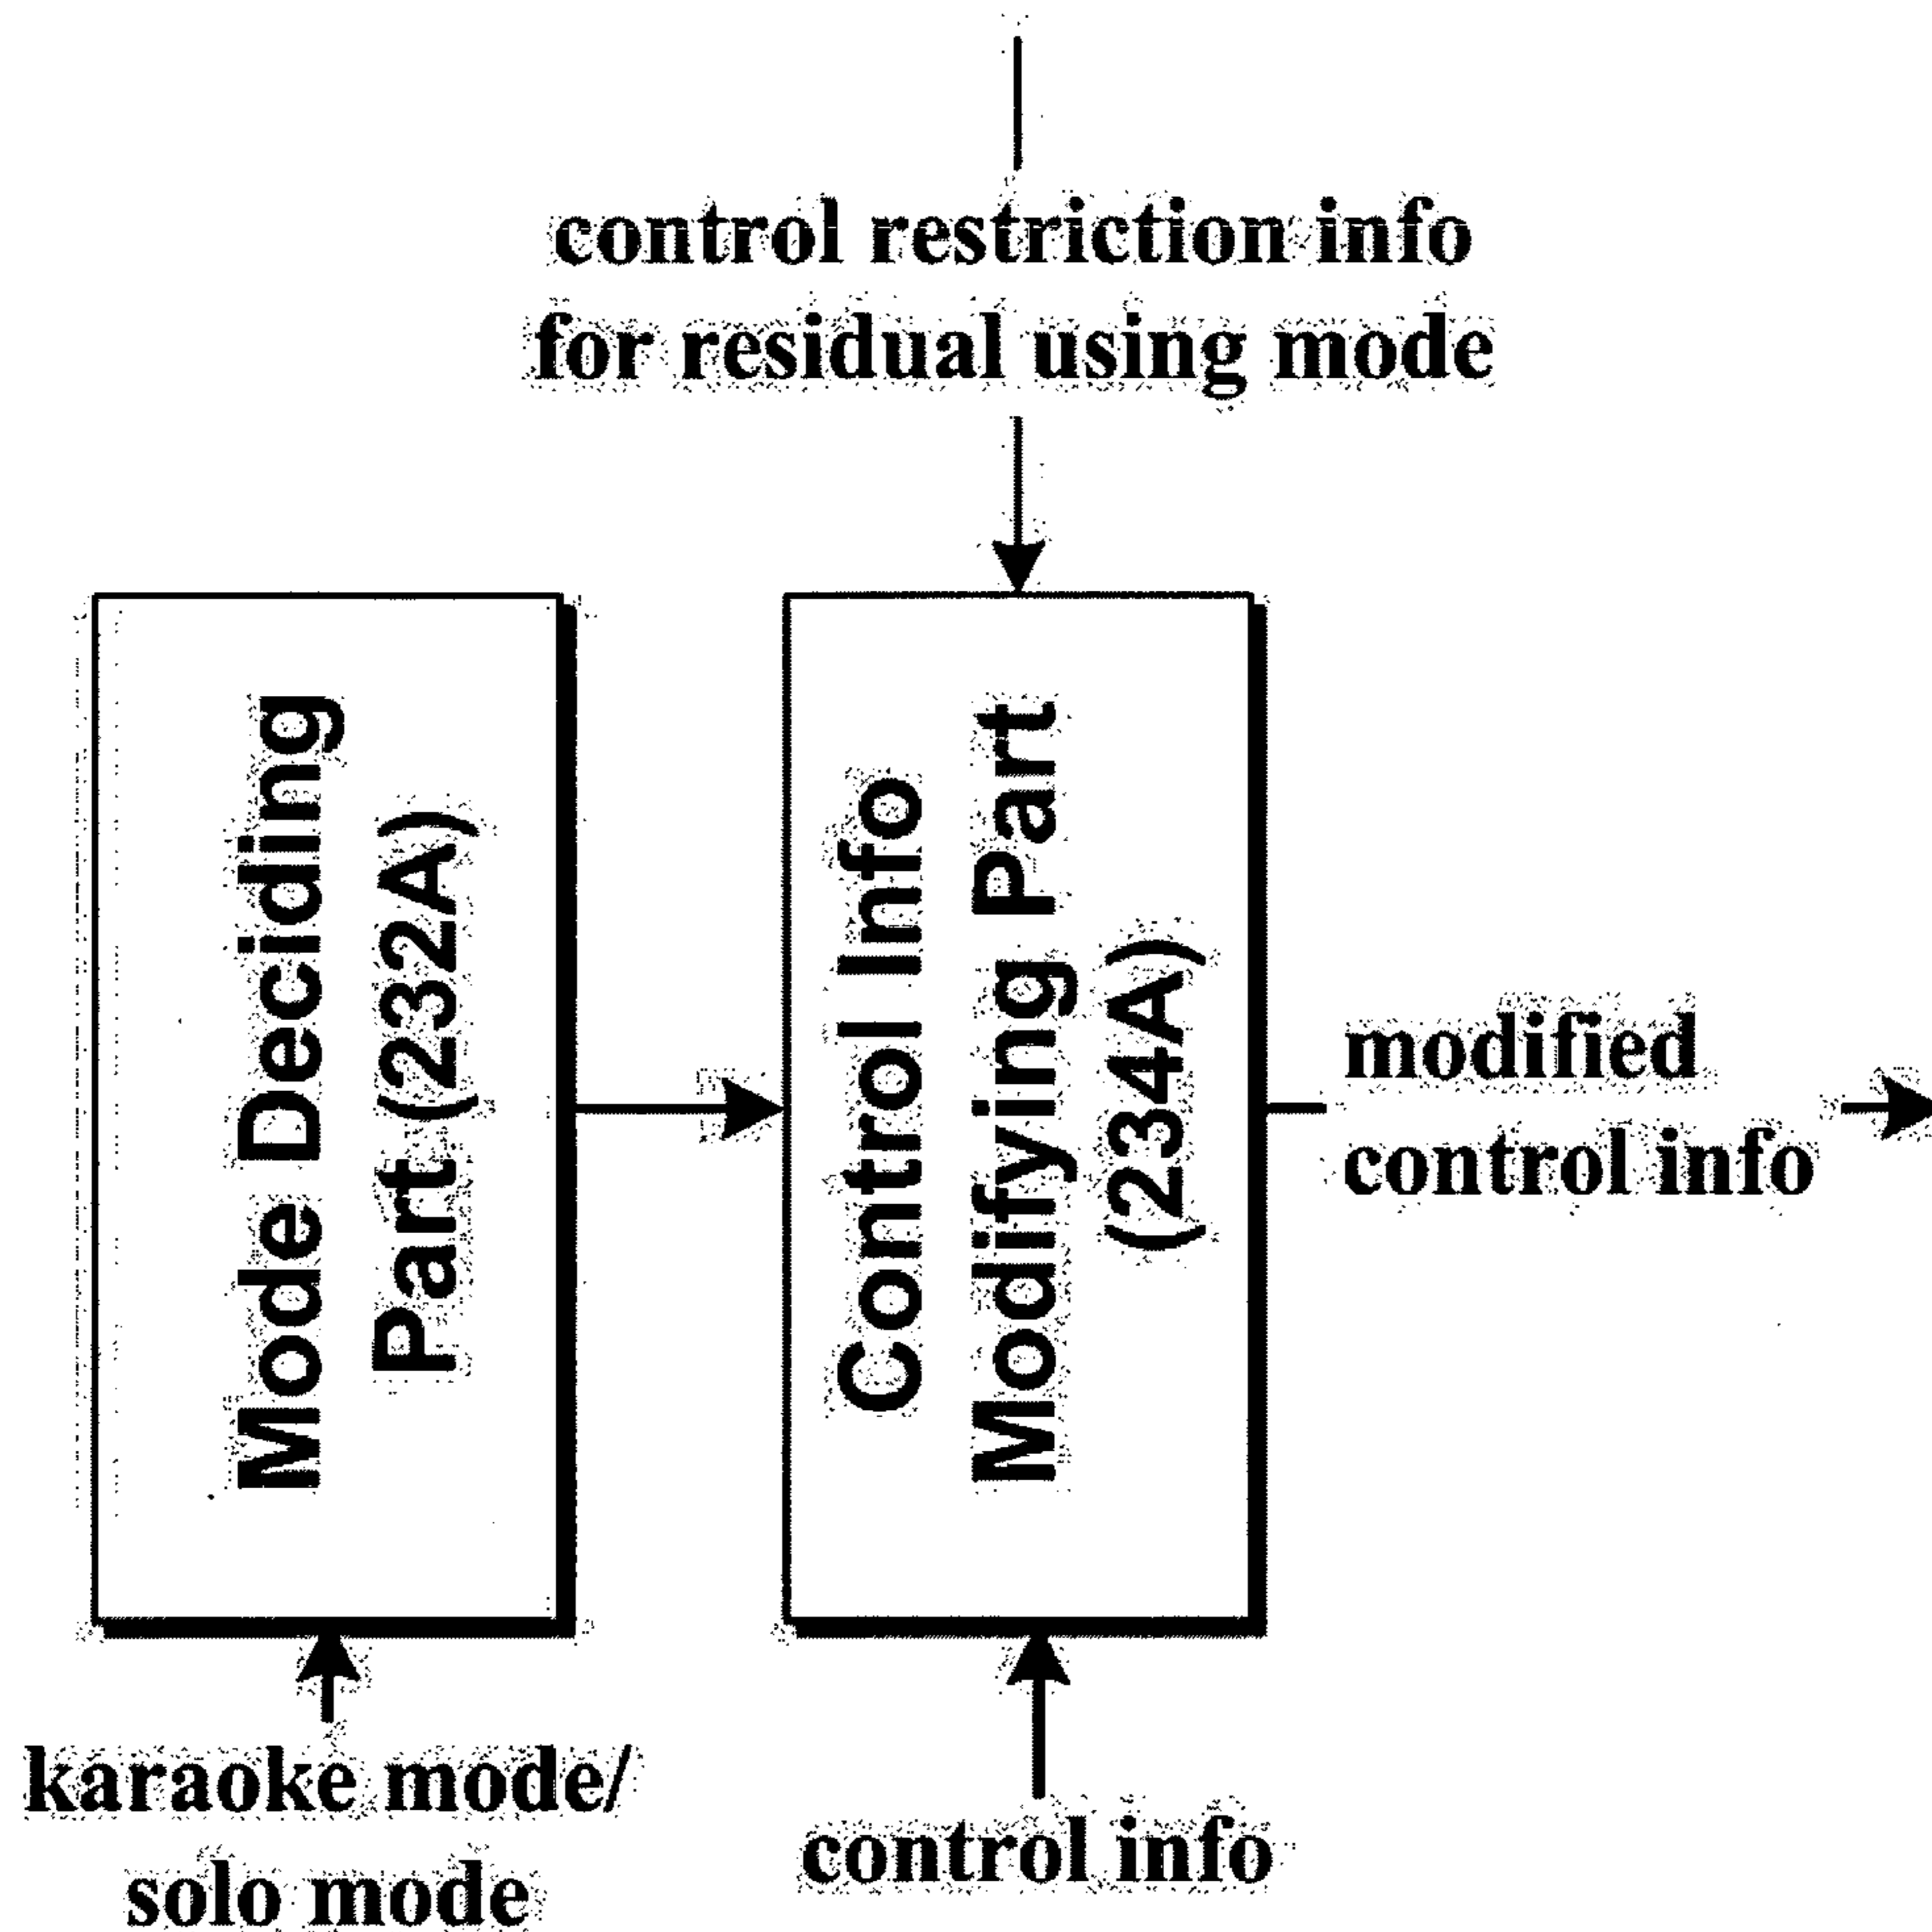 control restriction info
for residual using mode
Mode Deciding
Part (232A)
Control Info
Modifying Part
(234A)
modified
control info
karaoke mode/
solo mode
control info